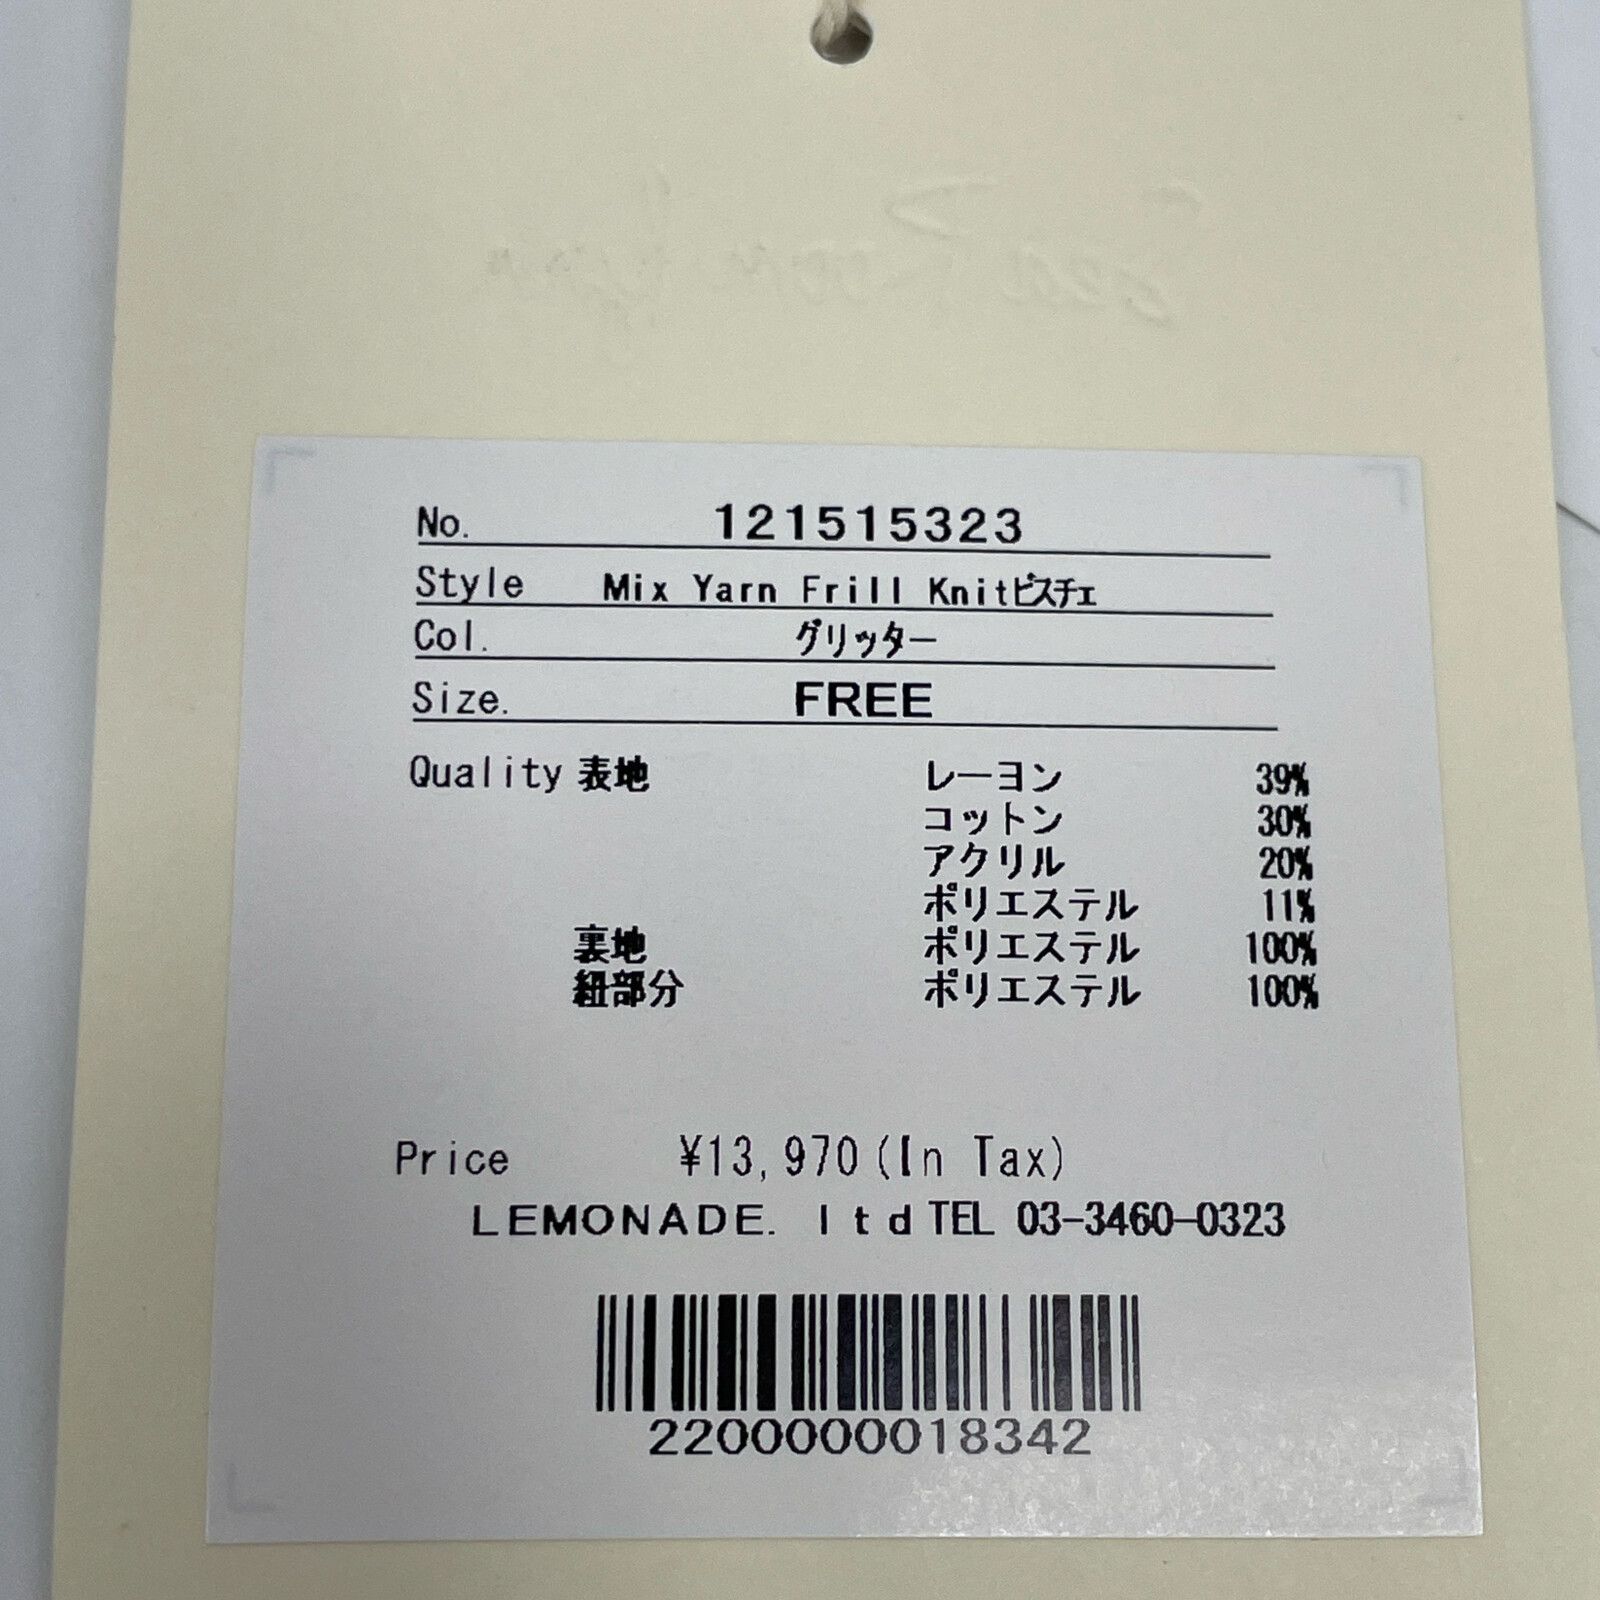 No. 121515323
Style Mix Yarn Frill Knitビスチェ
Col. グリッター
Size. FREE
Quality 表地 レーヨン 39%
コットン 30%
アクリル 20%
ポリエステル 11%
裏地 ポリエステル 100%
紐部分 ポリエステル 100%
Price ¥13,970(In Tax)
LEMONADE. ltd TEL 03-3460-0323
2200000018342